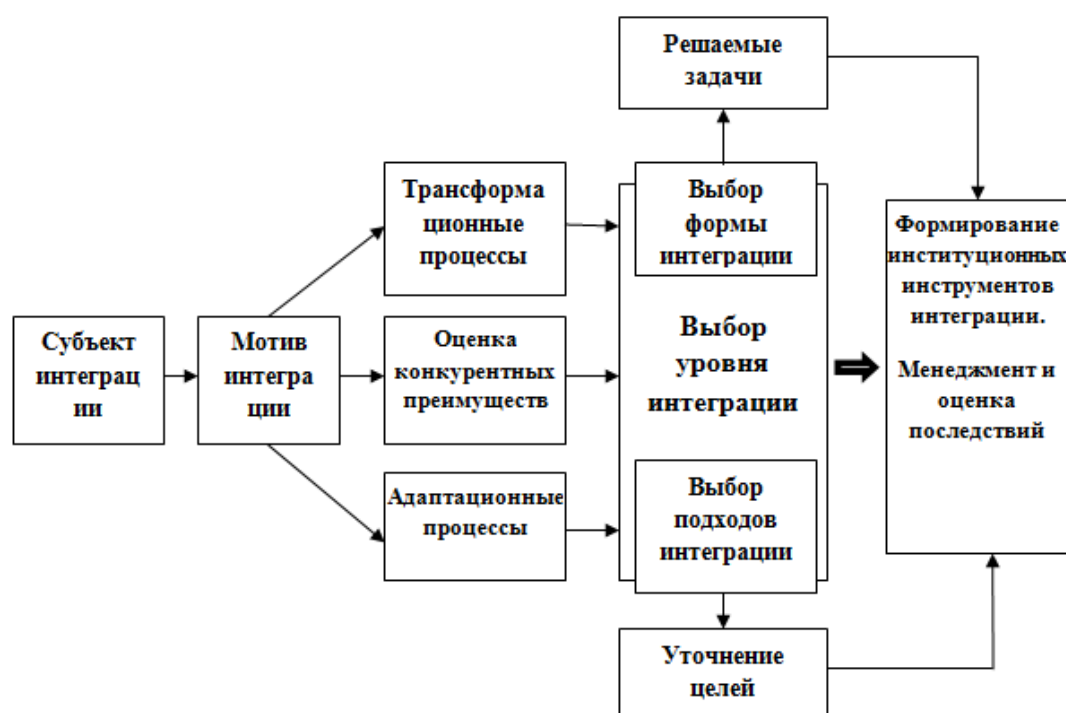 Решаемые
задачи
Трансформа
ционные
процессы
Выбор
формы
интеграции
Формирование
институционных
инструментов
интеграции.
Менеджмент и
оценка
последствий
Субъект
интеграц
ии
Мотив
интегра
ции
Оценка
конкурентных
преимуществ
Выбор
уровня
интеграции
Адаптационные
процессы
Выбор
подходов
интеграции
Уточнение
целей